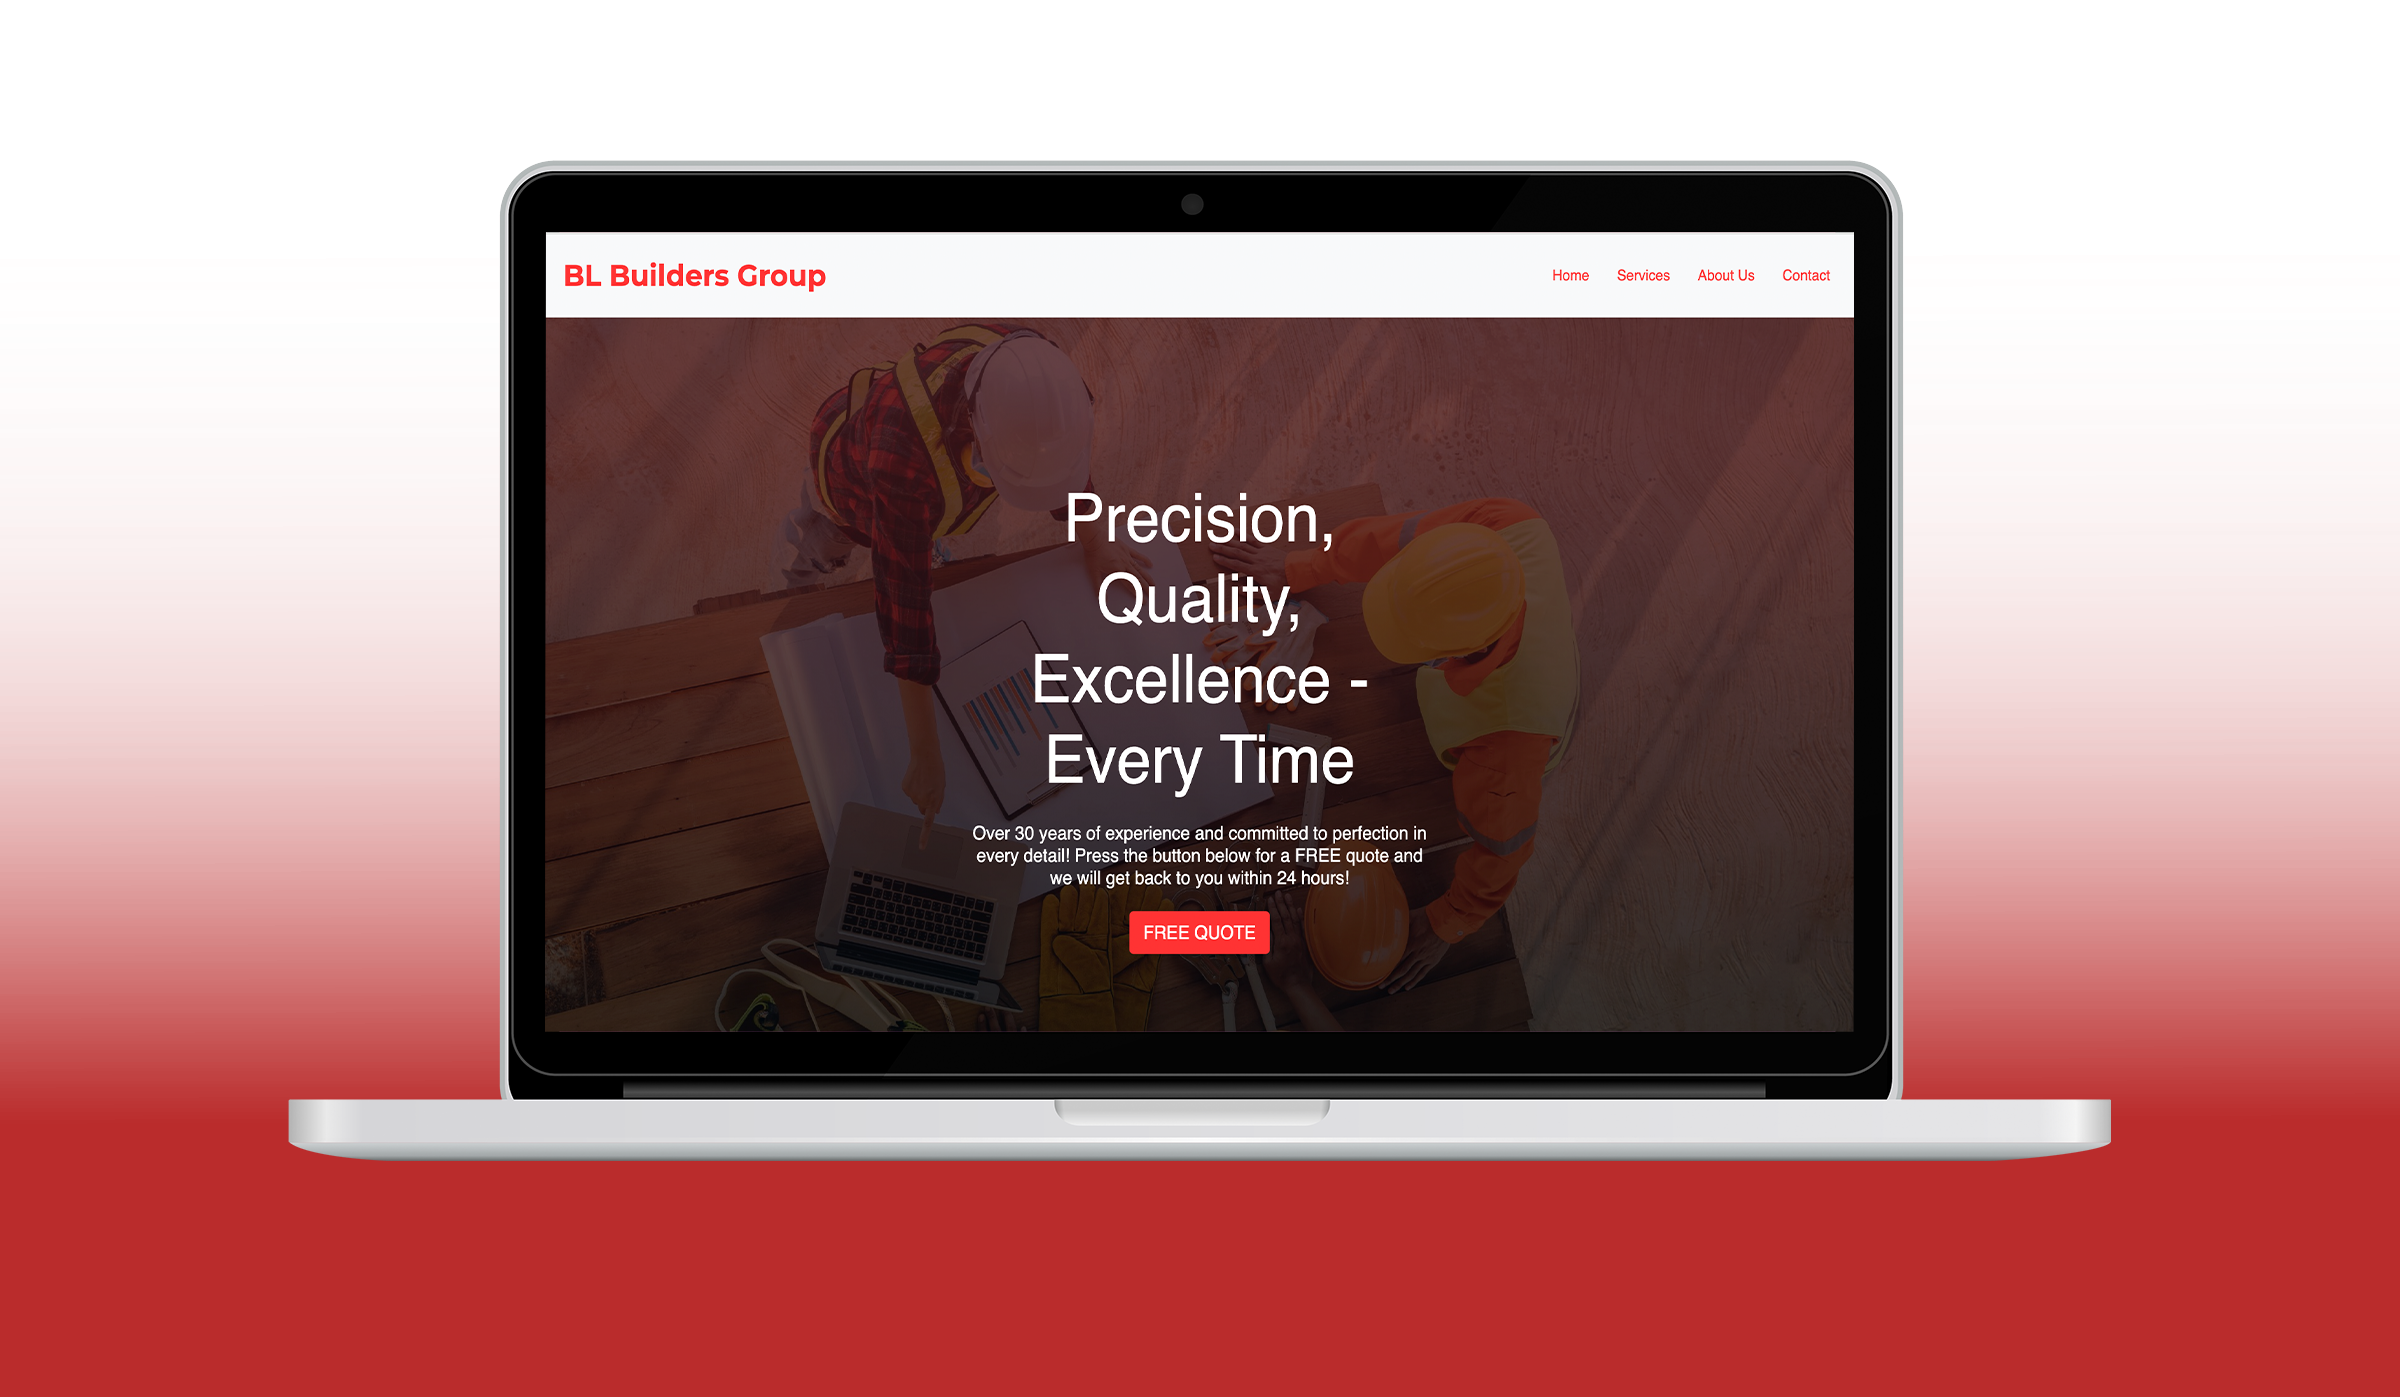 BL Builders Group
Home Services About Us Contact
Precision,
Quality,
Excellence -
Every Time
Over 30 years of experience and committed to perfection in
every detail! Press the button below for a FREE quote and
we will get back to you within 24 hours!
FREE QUOTE